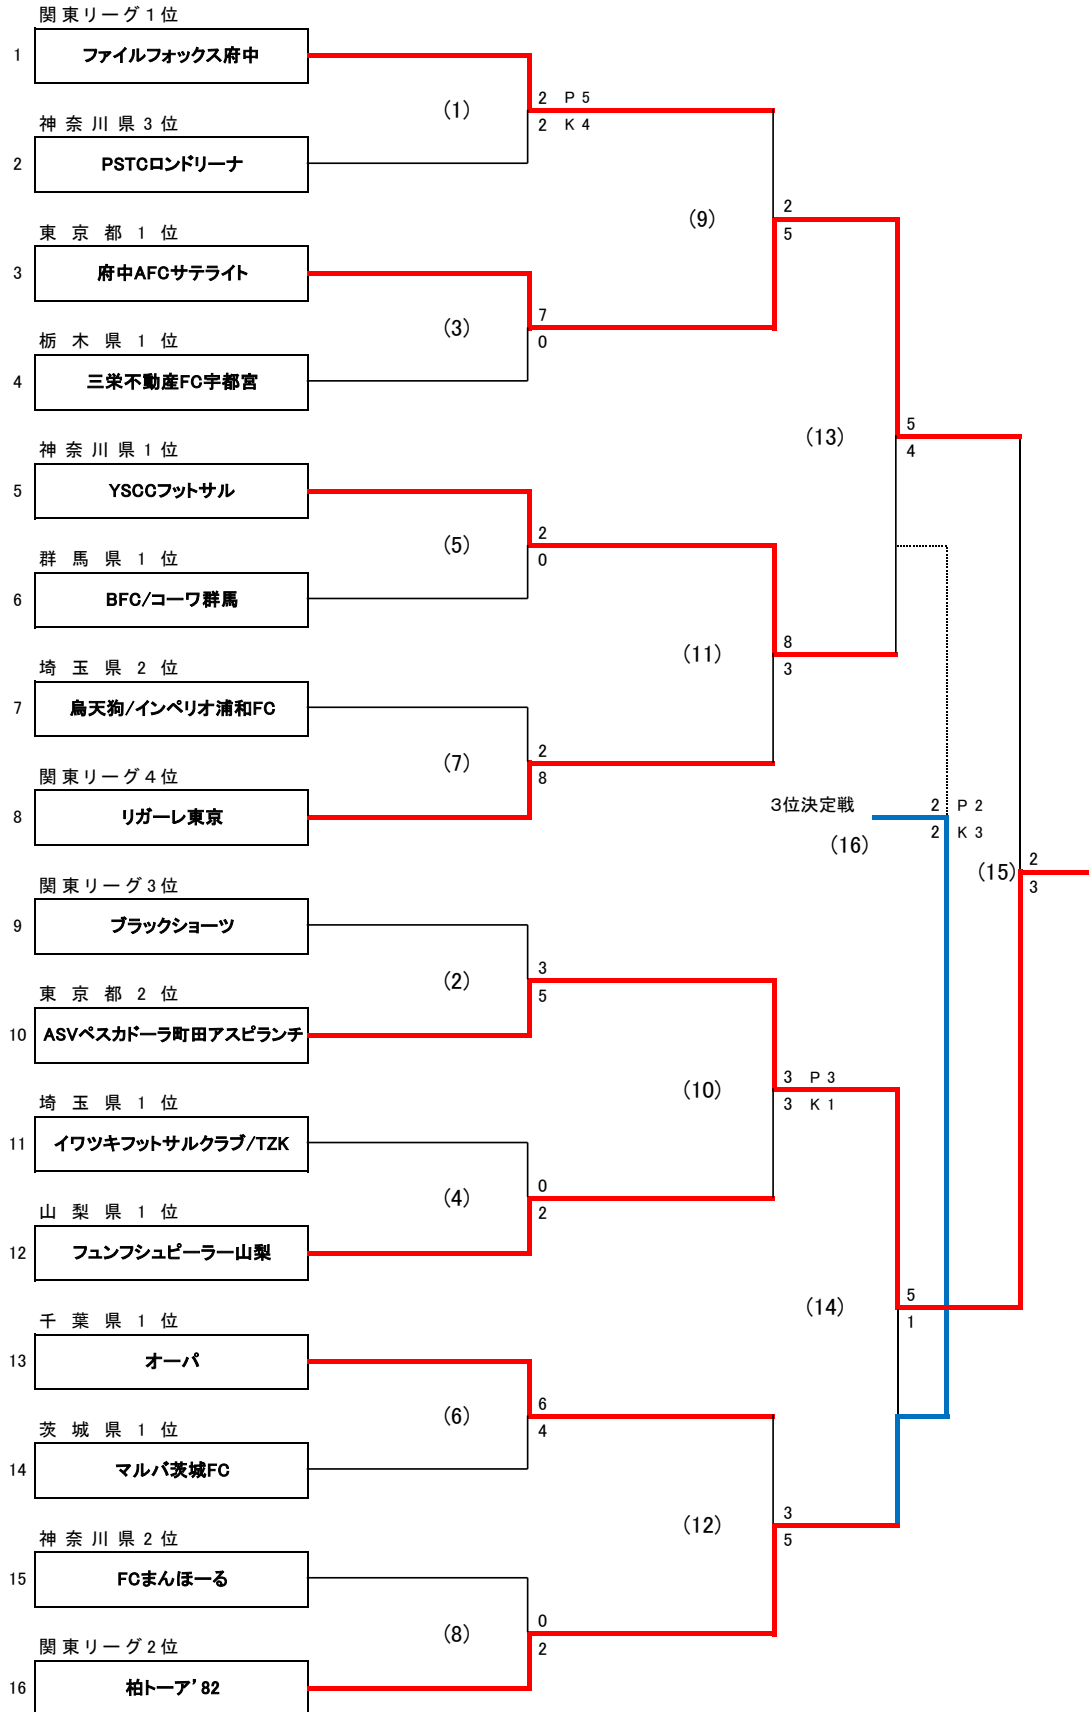 関東リーグ1位
1 ファイルフォックス府中
(1)
2 P 5
2 K 4
神奈川県3位
2 PSTCロンドリーナ
(9)
2
5
東京都1位
3 府中AFCサテライト
(3)
7
0
栃木県1位
4 三栄不動産FC宇都宮
(13)
5
4
神奈川県1位
5 YSCCフットサル
(5)
2
0
群馬県1位
6 BFC/コーワ群馬
(11)
8
3
埼玉県2位
7 烏天狗/インペリオ浦和FC
(7)
2
8
関東リーグ4位
8 リガーレ東京
3位決定戦
(16)
2 P 2
2 K 3
(15)
2
3
関東リーグ3位
9 ブラックショーツ
(2)
3
5
東京都2位
10 ASVペスカドーラ町田アスピランチ
(10)
3 P 3
3 K 1
埼玉県1位
11 イワツキフットサルクラブ/TZK
(4)
0
2
山梨県1位
12 フュンフシュピーラー山梨
(14)
5
1
千葉県1位
13 オーパ
(6)
6
4
茨城県1位
14 マルバ茨城FC
(12)
3
5
神奈川県2位
15 FCまんほーる
(8)
0
2
関東リーグ2位
16 柏トーア'82